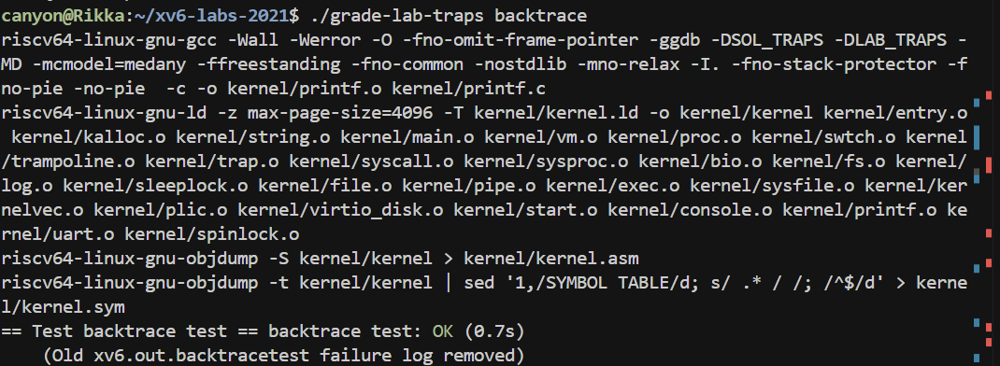 canyon@Rikka:~/xv6-labs-2021$ ./grade-lab-traps backtrace
riscv64-linux-gnu-gcc -Wall -Werror -O -fno-omit-frame-pointer -ggdb -DSOL_TRAPS -DLAB_TRAPS -
MD -mcmodel=medany -ffreestanding -fno-common -nostdlib -mno-relax -I. -fno-stack-protector -f
no-pie -no-pie  -c -o kernel/printf.o kernel/printf.c
riscv64-linux-gnu-ld -z max-page-size=4096 -T kernel/kernel.ld -o kernel/kernel kernel/entry.o
 kernel/kalloc.o kernel/string.o kernel/main.o kernel/vm.o kernel/proc.o kernel/swtch.o kernel
/trampoline.o kernel/trap.o kernel/syscall.o kernel/sysproc.o kernel/bio.o kernel/fs.o kernel/
log.o kernel/sleeplock.o kernel/file.o kernel/pipe.o kernel/exec.o kernel/sysfile.o kernel/ker
nelvec.o kernel/plic.o kernel/virtio_disk.o kernel/start.o kernel/console.o kernel/printf.o ke
rnel/uart.o kernel/spinlock.o
riscv64-linux-gnu-objdump -S kernel/kernel > kernel/kernel.asm
riscv64-linux-gnu-objdump -t kernel/kernel | sed '1,/SYMBOL TABLE/d; s/ .* / /; /^$/d' > kerne
l/kernel.sym
== Test backtrace test == backtrace test: OK (0.7s)
    (Old xv6.out.backtracetest failure log removed)